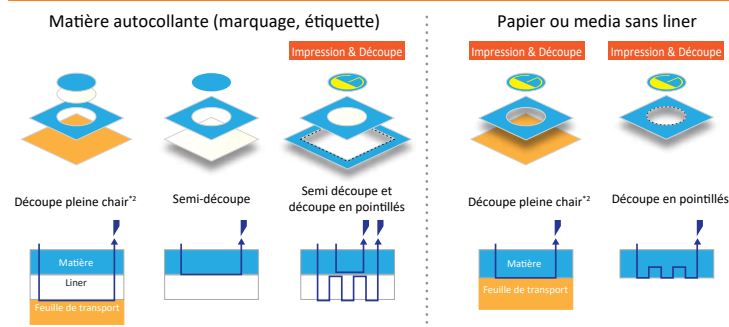 Matière autocollante (marquage, étiquette)
Impression & Découpe
Découpe pleine chair*2
Semi-découpe
Semi découpe et
découpe en pointillés
Matière
Liner
Feuille de transport
Papier ou media sans liner
Impression & Découpe
Impression & Découpe
Découpe pleine chair*2
Découpe en pointillés
Matière
Feuille de transport